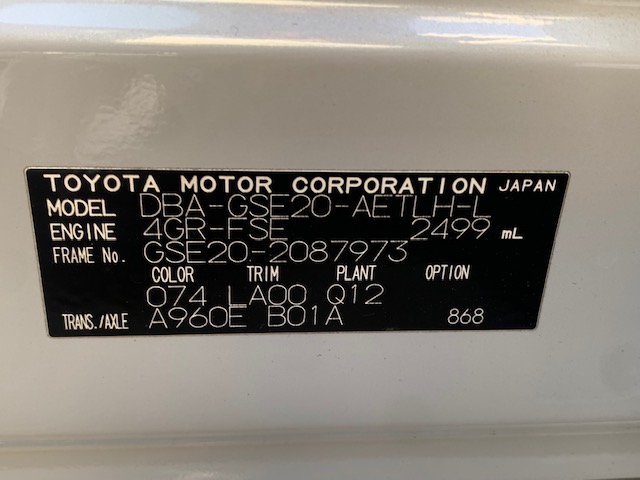 TOYOTA MOTOR CORPORATION JAPAN
MODEL DBA-GSE20-AETLH-L
ENGINE 4GR-FSE 2499 mL
FRAME No. GSE20-2087973
COLOR TRIM PLANT OPTION
074 LA00 Q12
TRANS./AXLE A960E B01A 868